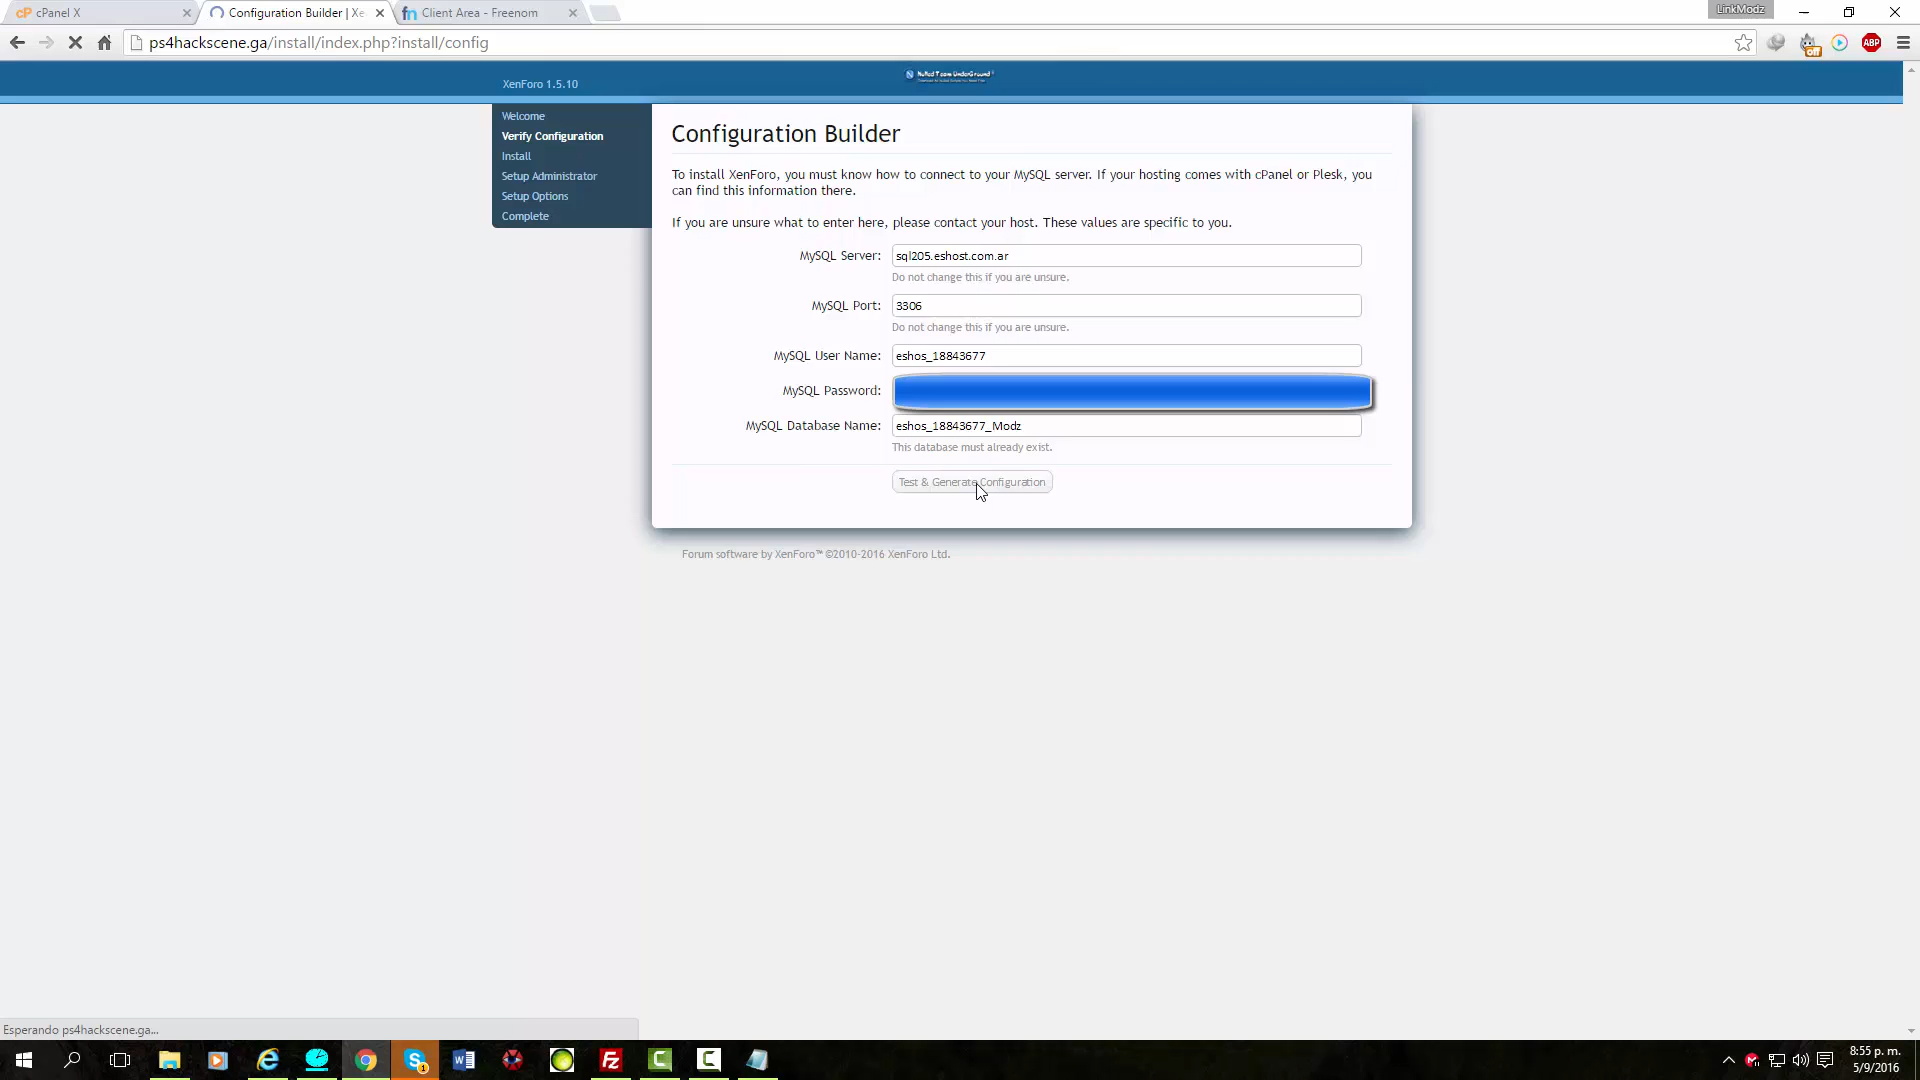 cPanel X
Configuration Builder | Xe
Client Area - Freenom
LinkModz
ps4hackscene.ga/install/index.php?install/config
off
ABP
XenForo 1.5.10
Nulled Team UnderGround
Welcome
Verify Configuration
Install
Setup Administrator
Setup Options
Complete
Configuration Builder
To install XenForo, you must know how to connect to your MySQL server. If your hosting comes with cPanel or Plesk, you
can find this information there.
If you are unsure what to enter here, please contact your host. These values are specific to you.
MySQL Server: sql205.eshost.com.ar
Do not change this if you are unsure.
MySQL Port: 3306
Do not change this if you are unsure.
MySQL User Name: eshos_18843677
MySQL Password:
MySQL Database Name: eshos_18843677_Modz
This database must already exist.
Test & Generate Configuration
Forum software by XenForo™ ©2010-2016 XenForo Ltd.
Esperando ps4hackscene.ga...
8:55 p. m.
5/9/2016